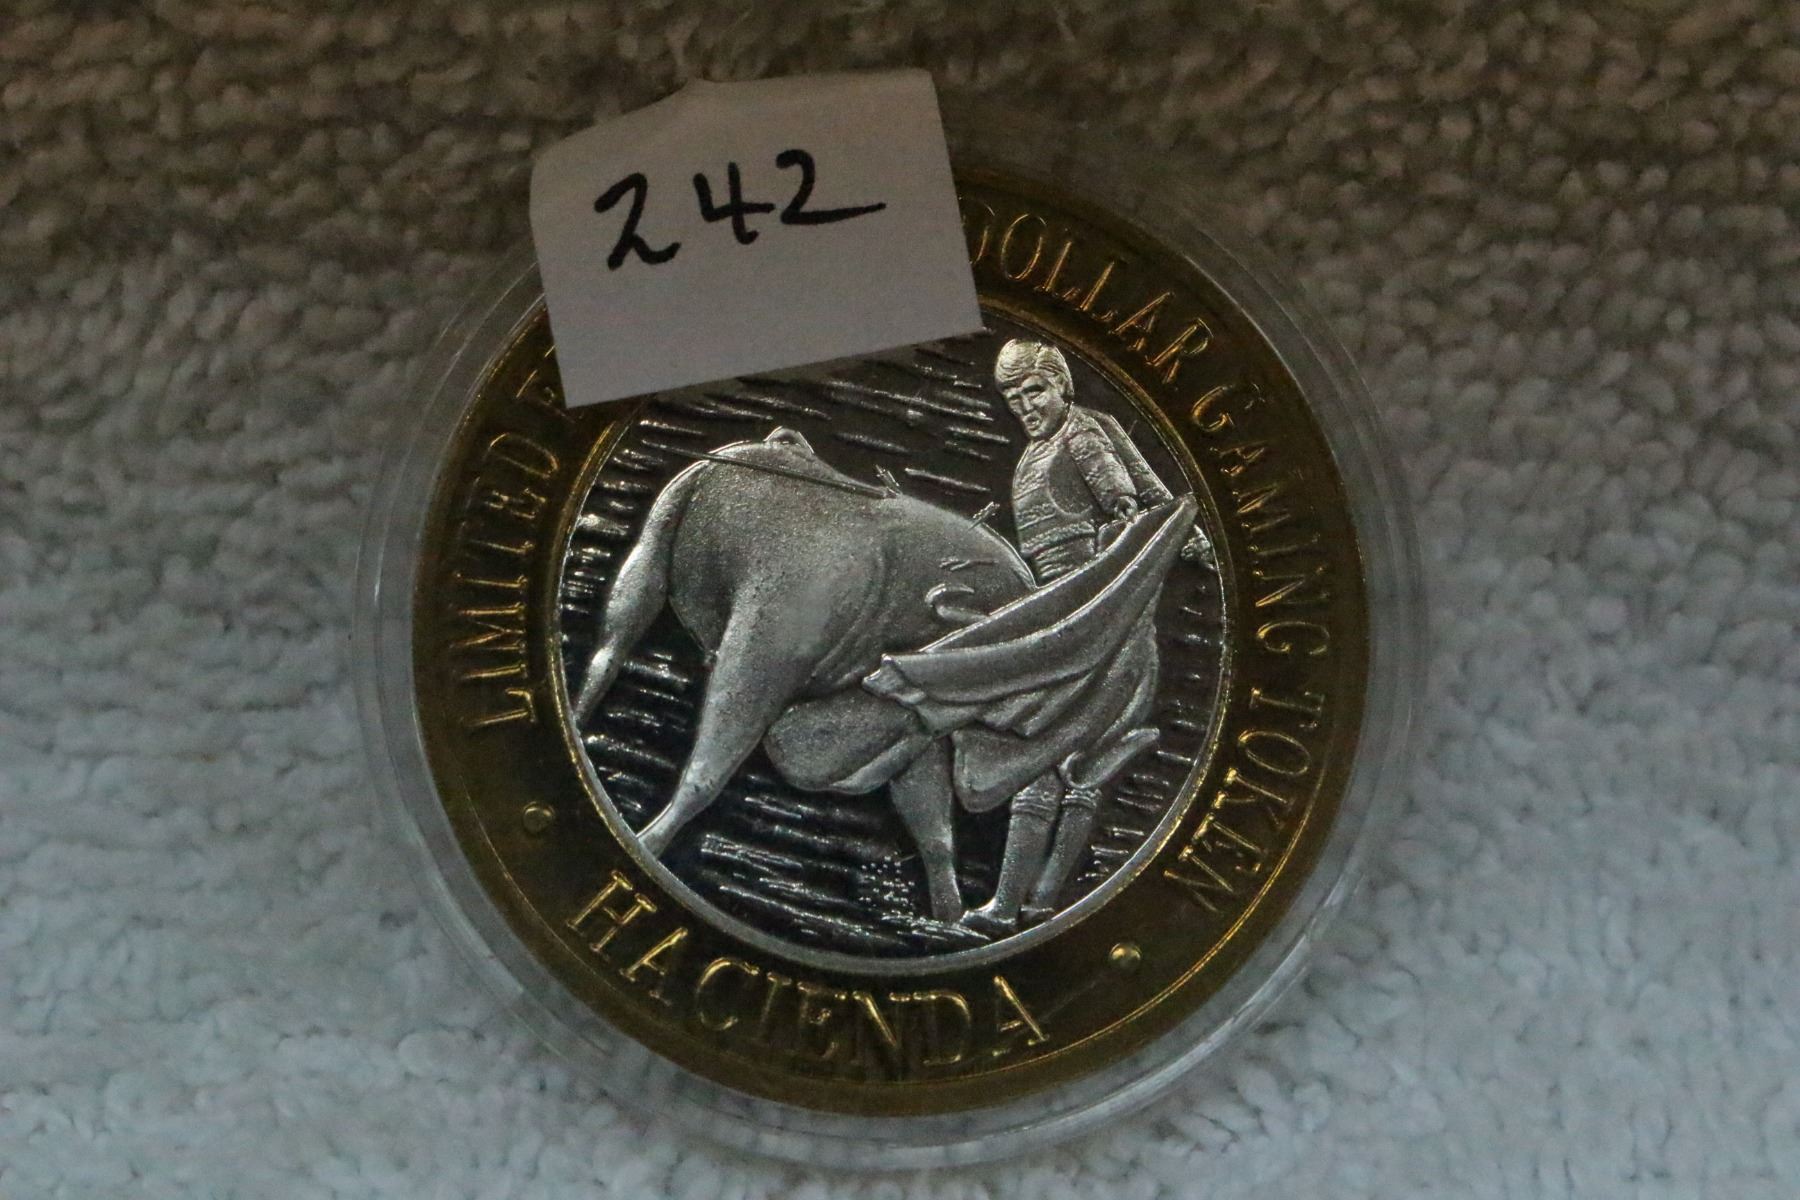 242
LIMITED
DOLLAR GAMING TOKEN
• HACIENDA •